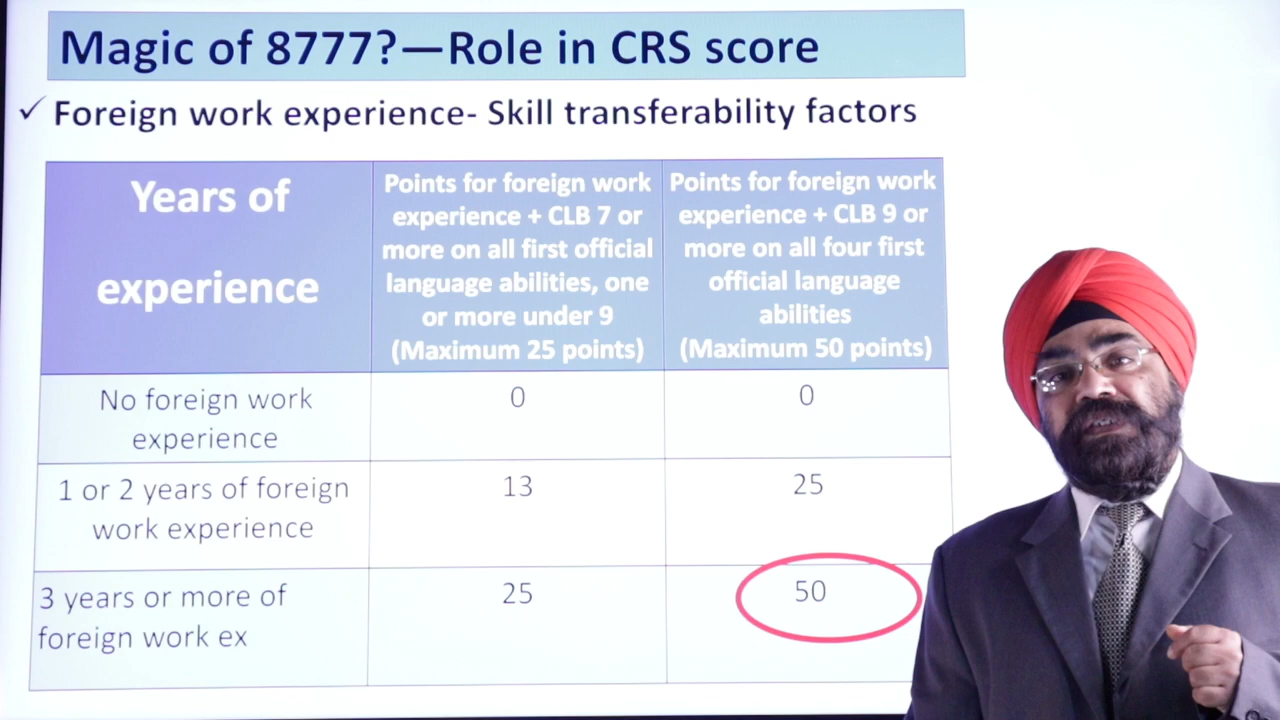 Magic of 8777?—Role in CRS score
✓ Foreign work experience- Skill transferability factors
Years of
experience
Points for foreign work
experience + CLB 7 or
more on all first official
language abilities, one
or more under 9
(Maximum 25 points)
Points for foreign work
experience + CLB 9 or
more on all four first
official language
abilities
(Maximum 50 points)
No foreign work
experience
0
0
1 or 2 years of foreign
work experience
13
25
3 years or more of
foreign work ex
25
50